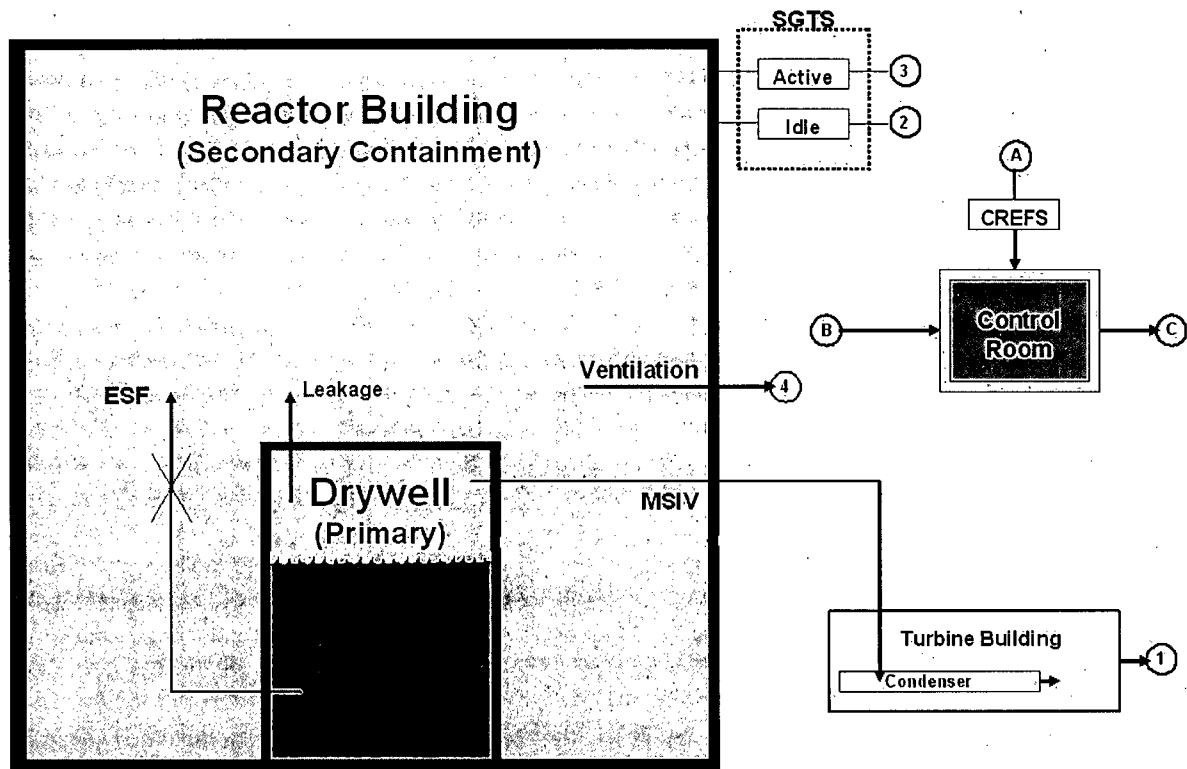 SGTS
Active
3
Idle
2
Reactor Building
(Secondary Containment)
A
CREFS
B
Control
Room
C
Ventilation
4
ESF
Leakage
Drywell
(Primary)
MSIV
Turbine Building
1
Condenser